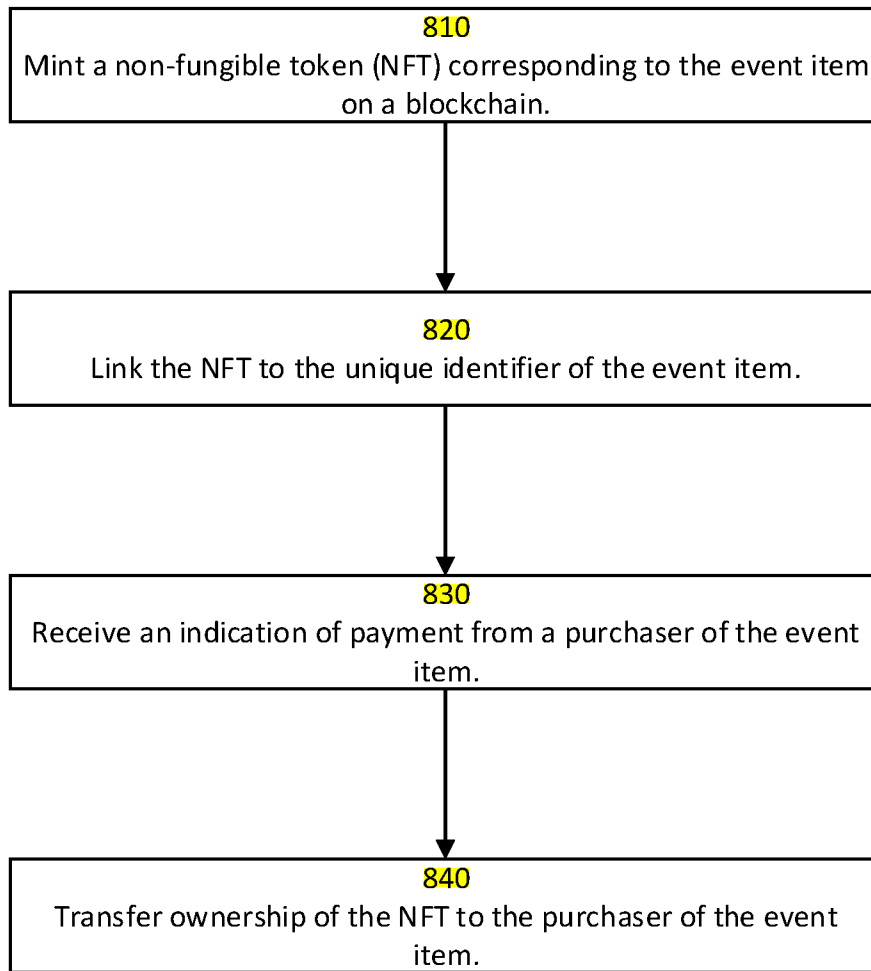 810
Mint a non-fungible token (NFT) corresponding to the event item
on a blockchain.
820
Link the NFT to the unique identifier of the event item.
830
Receive an indication of payment from a purchaser of the event
item.
840
Transfer ownership of the NFT to the purchaser of the event
item.